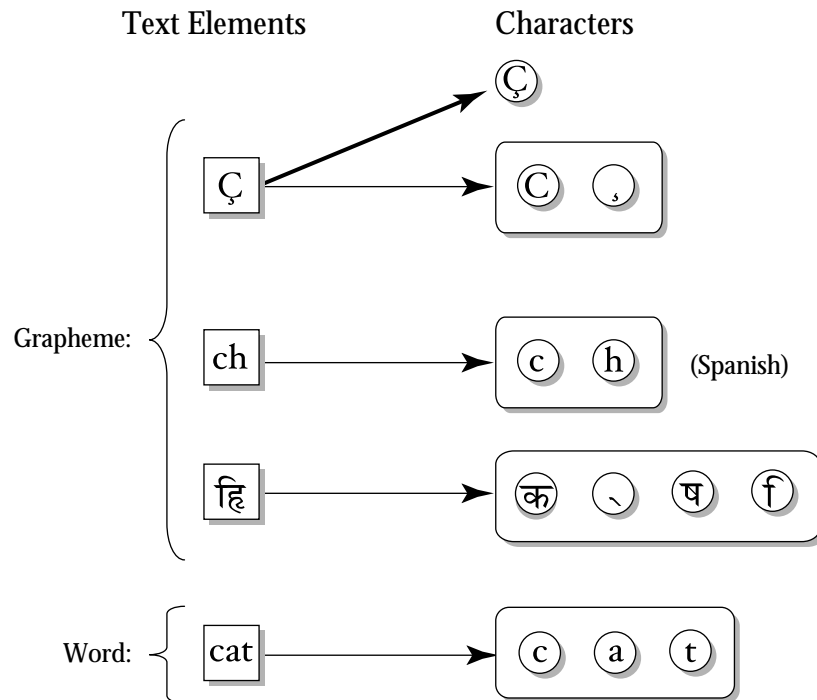 Text Elements Characters
Ç
Ç C ̧
Grapheme:
ch c h (Spanish)
हि क ् ष ि
Word: cat c a t